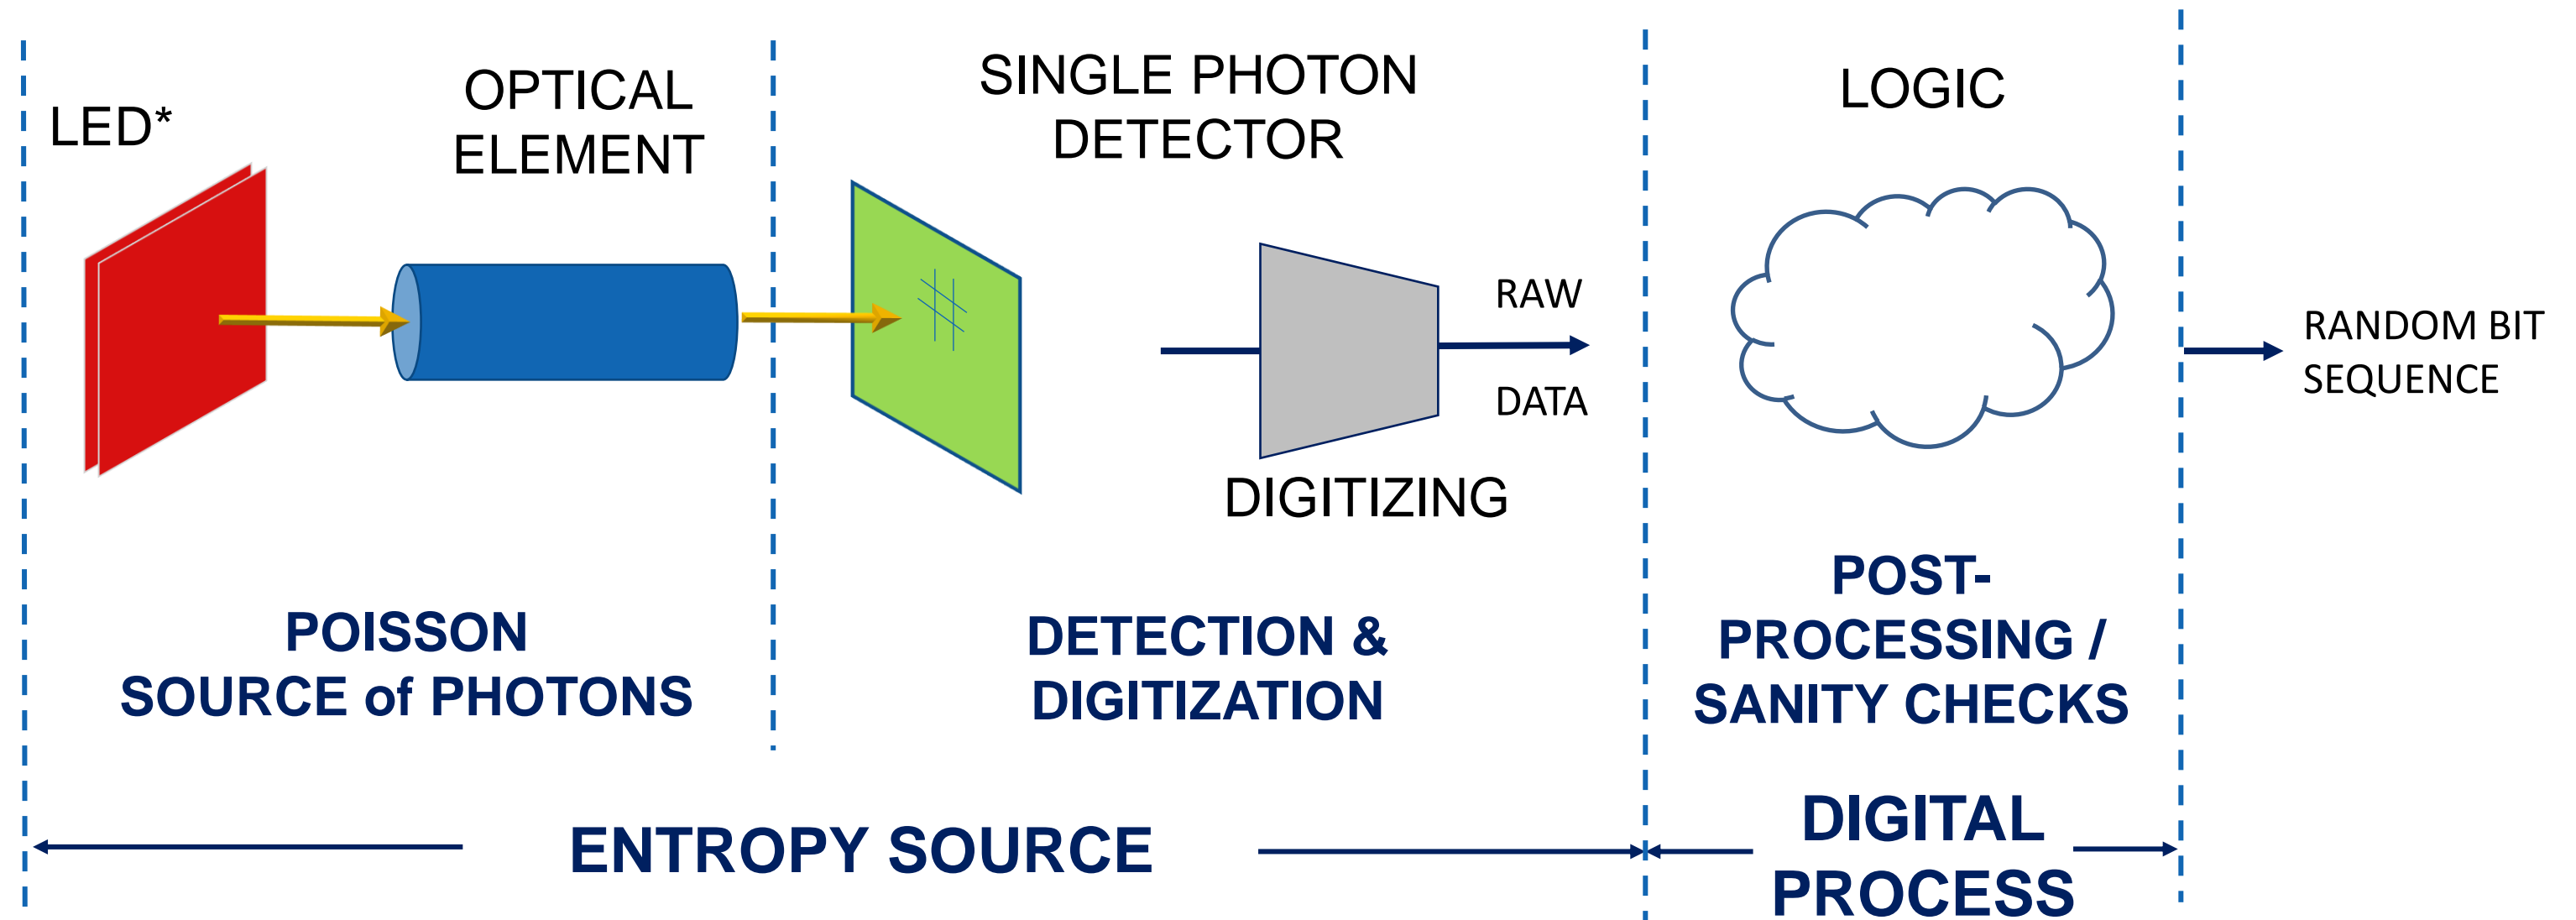 LED*
OPTICAL
ELEMENT
SINGLE PHOTON
DETECTOR
LOGIC
RAW
DATA
DIGITIZING
RANDOM BIT
SEQUENCE
POISSON
SOURCE of PHOTONS
DETECTION &
DIGITIZATION
POST-
PROCESSING /
SANITY CHECKS
ENTROPY SOURCE
DIGITAL
PROCESS